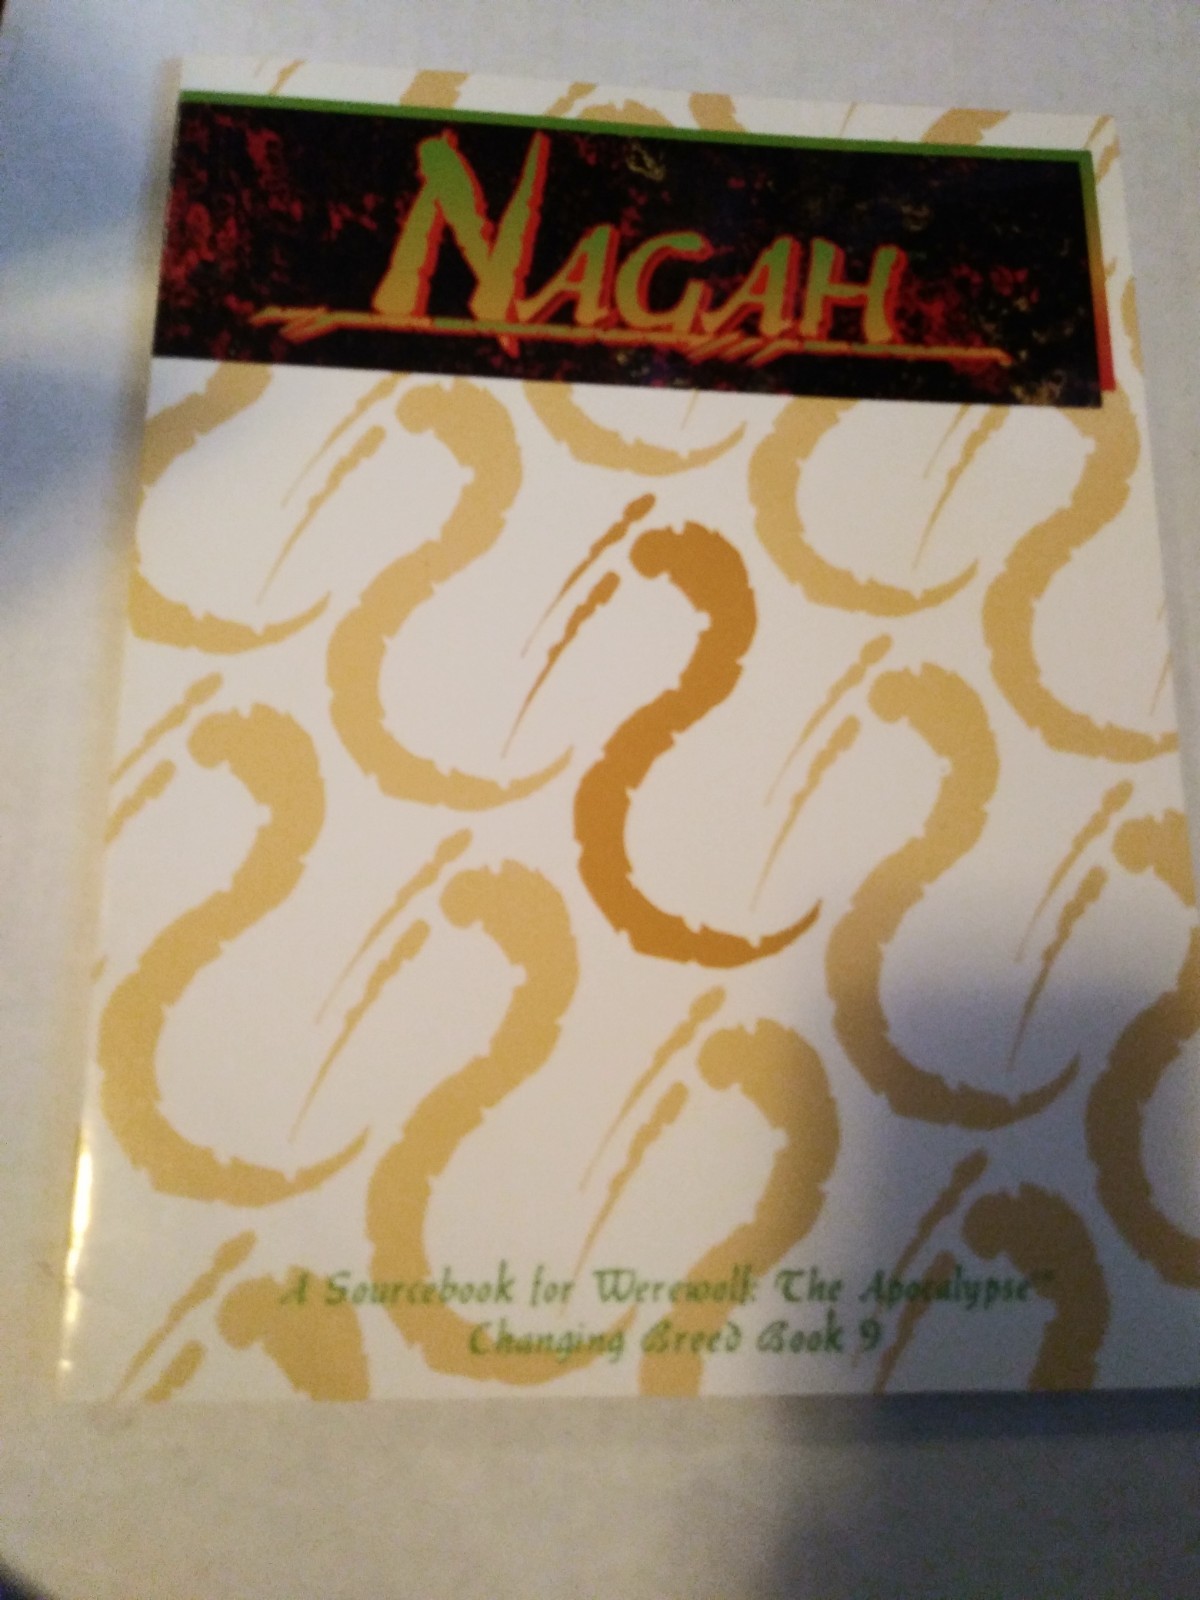 NAGAH
A Sourcebook for Werewolf: The Apocalypse™
Changing Breed Book 9